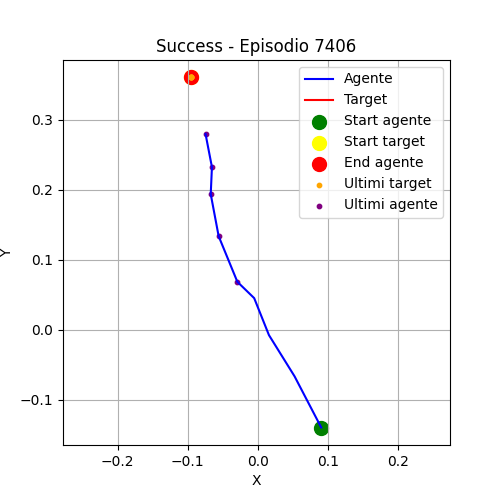 Success - Episodio 7406
Agente
Target
Start agente
Start target
End agente
Ultimi target
Ultimi agente
Y
0.3
0.2
0.1
0.0
−0.1
−0.2
−0.1
0.0
0.1
0.2
X